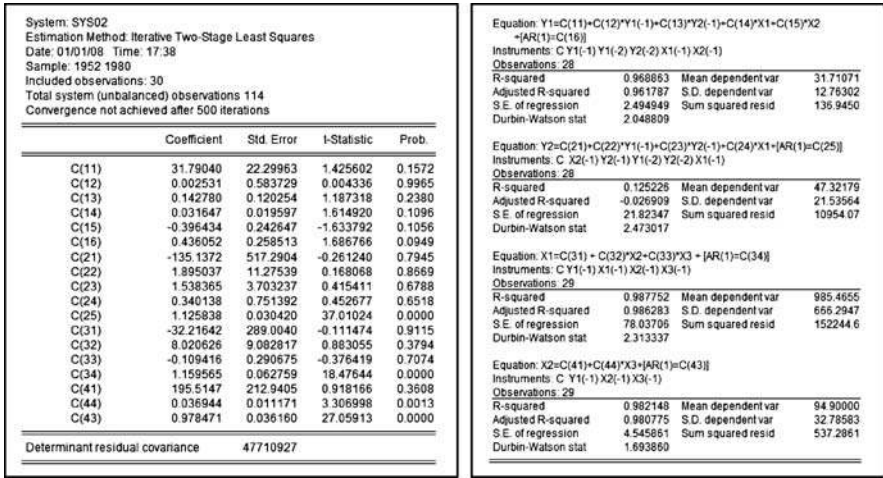 System: SYS02
Estimation Method: Iterative Two-Stage Least Squares
Date: 01/01/08 Time: 17:38
Sample: 1952 1980
Included observations: 30
Total system (unbalanced) observations 114
Convergence not achieved after 500 iterations
Coefficient Std. Error t-Statistic Prob.
C(11) 31.79040 22.29963 1.425602 0.1572
C(12) 0.002531 0.583729 0.004336 0.9965
C(13) 0.142780 0.120254 1.187318 0.2380
C(14) 0.031647 0.019597 1.614920 0.1096
C(15) -0.396434 0.242647 -1.633792 0.1056
C(16) 0.436052 0.258513 1.686766 0.0949
C(21) -135.1372 517.2904 -0.261240 0.7945
C(22) 1.895037 11.27539 0.168068 0.8669
C(23) 1.538365 3.703237 0.415411 0.6788
C(24) 0.340138 0.751392 0.452677 0.6518
C(25) 1.125838 0.030420 37.01024 0.0000
C(31) -32.21642 289.0040 -0.111474 0.9115
C(32) 8.020626 9.082817 0.883055 0.3794
C(33) -0.109416 0.290675 -0.376419 0.7074
C(34) 1.159565 0.062759 18.47644 0.0000
C(41) 195.5147 212.9405 0.918166 0.3608
C(44) 0.036944 0.011171 3.306998 0.0013
C(43) 0.978471 0.036160 27.05913 0.0000
Determinant residual covariance 47710927
Equation: Y1=C(11)+C(12)*Y1(-1)+C(13)*Y2(-1)+C(14)*X1+C(15)*X2
+[AR(1)=C(16)]
Instruments: C Y1(-1) Y1(-2) Y2(-2) X1(-1) X2(-1)
Observations: 28
R-squared 0.968863 Mean dependent var 31.71071
Adjusted R-squared 0.961787 S.D. dependent var 12.76302
S.E. of regression 2.494949 Sum squared resid 136.9450
Durbin-Watson stat 2.048809
Equation: Y2=C(21)+C(22)*Y1(-1)+C(23)*Y2(-1)+C(24)*X1+[AR(1)=C(25)]
Instruments: C X2(-1) Y2(-1) Y1(-2) Y2(-2) X1(-1)
Observations: 28
R-squared 0.125226 Mean dependent var 47.32179
Adjusted R-squared -0.026909 S.D. dependent var 21.53564
S.E. of regression 21.82347 Sum squared resid 10954.07
Durbin-Watson stat 2.473017
Equation: X1=C(31) + C(32)*X2+C(33)*X3 + [AR(1)=C(34)]
Instruments: C Y1(-1) X1(-1) X2(-1) X3(-1)
Observations: 29
R-squared 0.987752 Mean dependent var 985.4655
Adjusted R-squared 0.986283 S.D. dependent var 666.2947
S.E. of regression 78.03706 Sum squared resid 152244.6
Durbin-Watson stat 2.313337
Equation: X2=C(41)+C(44)*X3+[AR(1)=C(43)]
Instruments: C Y1(-1) X2(-1) X3(-1)
Observations: 29
R-squared 0.982148 Mean dependent var 94.90000
Adjusted R-squared 0.980775 S.D. dependent var 32.78583
S.E. of regression 4.545861 Sum squared resid 537.2861
Durbin-Watson stat 1.693860